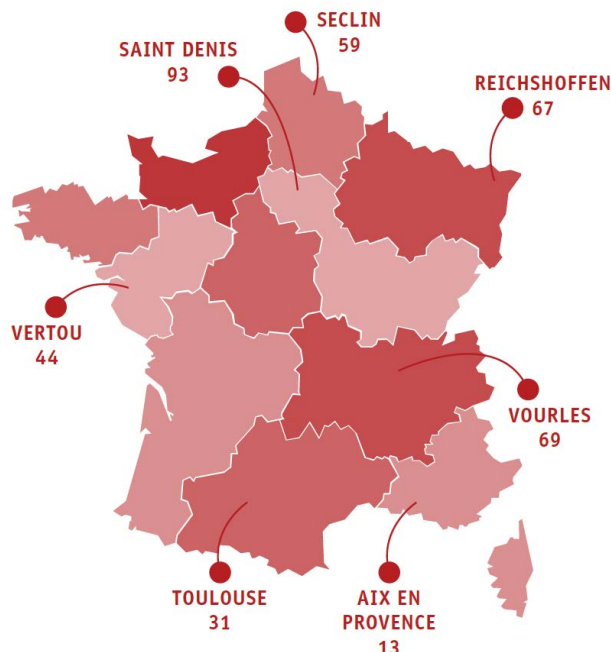 SECLIN
59
SAINT DENIS
93
REICHSHOFFEN
67
VERTOU
44
VOURLES
69
TOULOUSE
31
AIX EN
PROVENCE
13